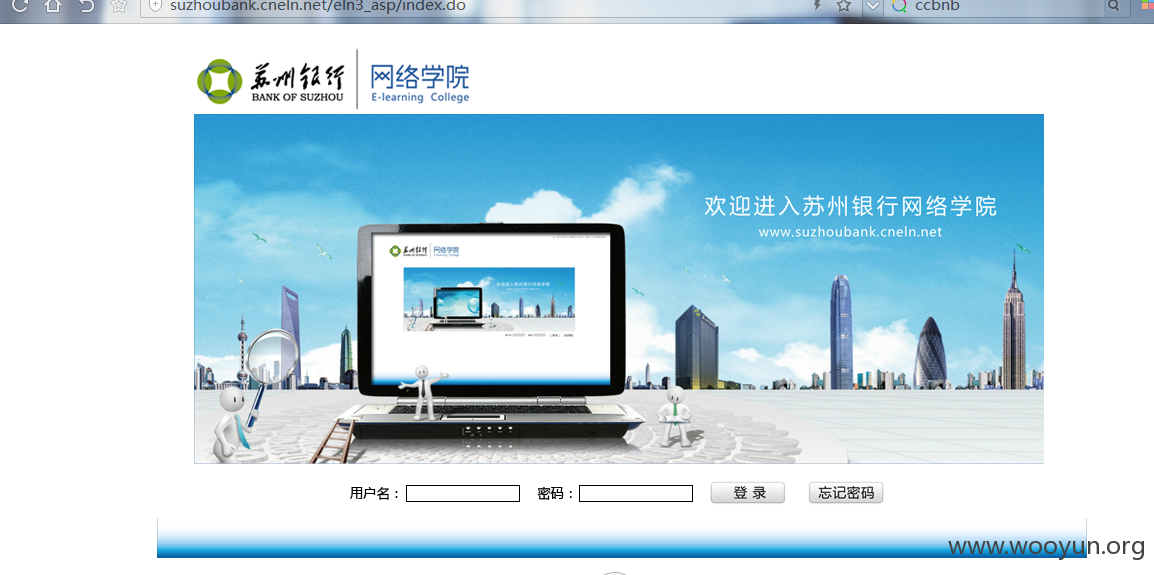 suzhoubank.cneln.net/eln3_asp/index.do
ccbnb
苏州银行
BANK OF SUZHOU
网络学院
E-learning College
欢迎进入苏州银行网络学院
www.suzhoubank.cneln.net
用户名：
密码：
登 录
忘记密码
www.wooyun.org